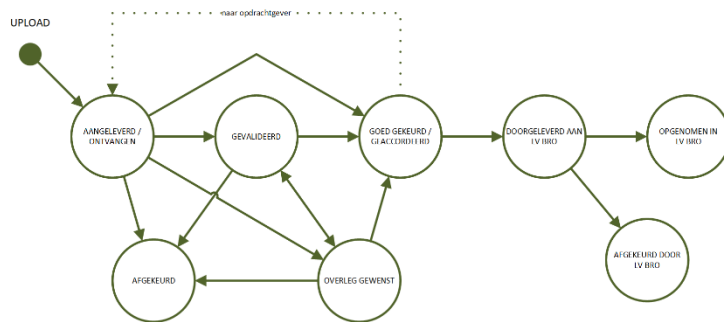 naar opdrachtgever
UPLOAD
AANGELEVERD /
ONTVANGEN
GEVALIDEERD
GOED GEKEURD /
GEACCORDEERD
DOORGELEVERD AAN
LV BRO
OPGENOMEN IN
LV BRO
AFGEKEURD
OVERLEG GEWENST
AFGEKEURD DOOR
LV BRO